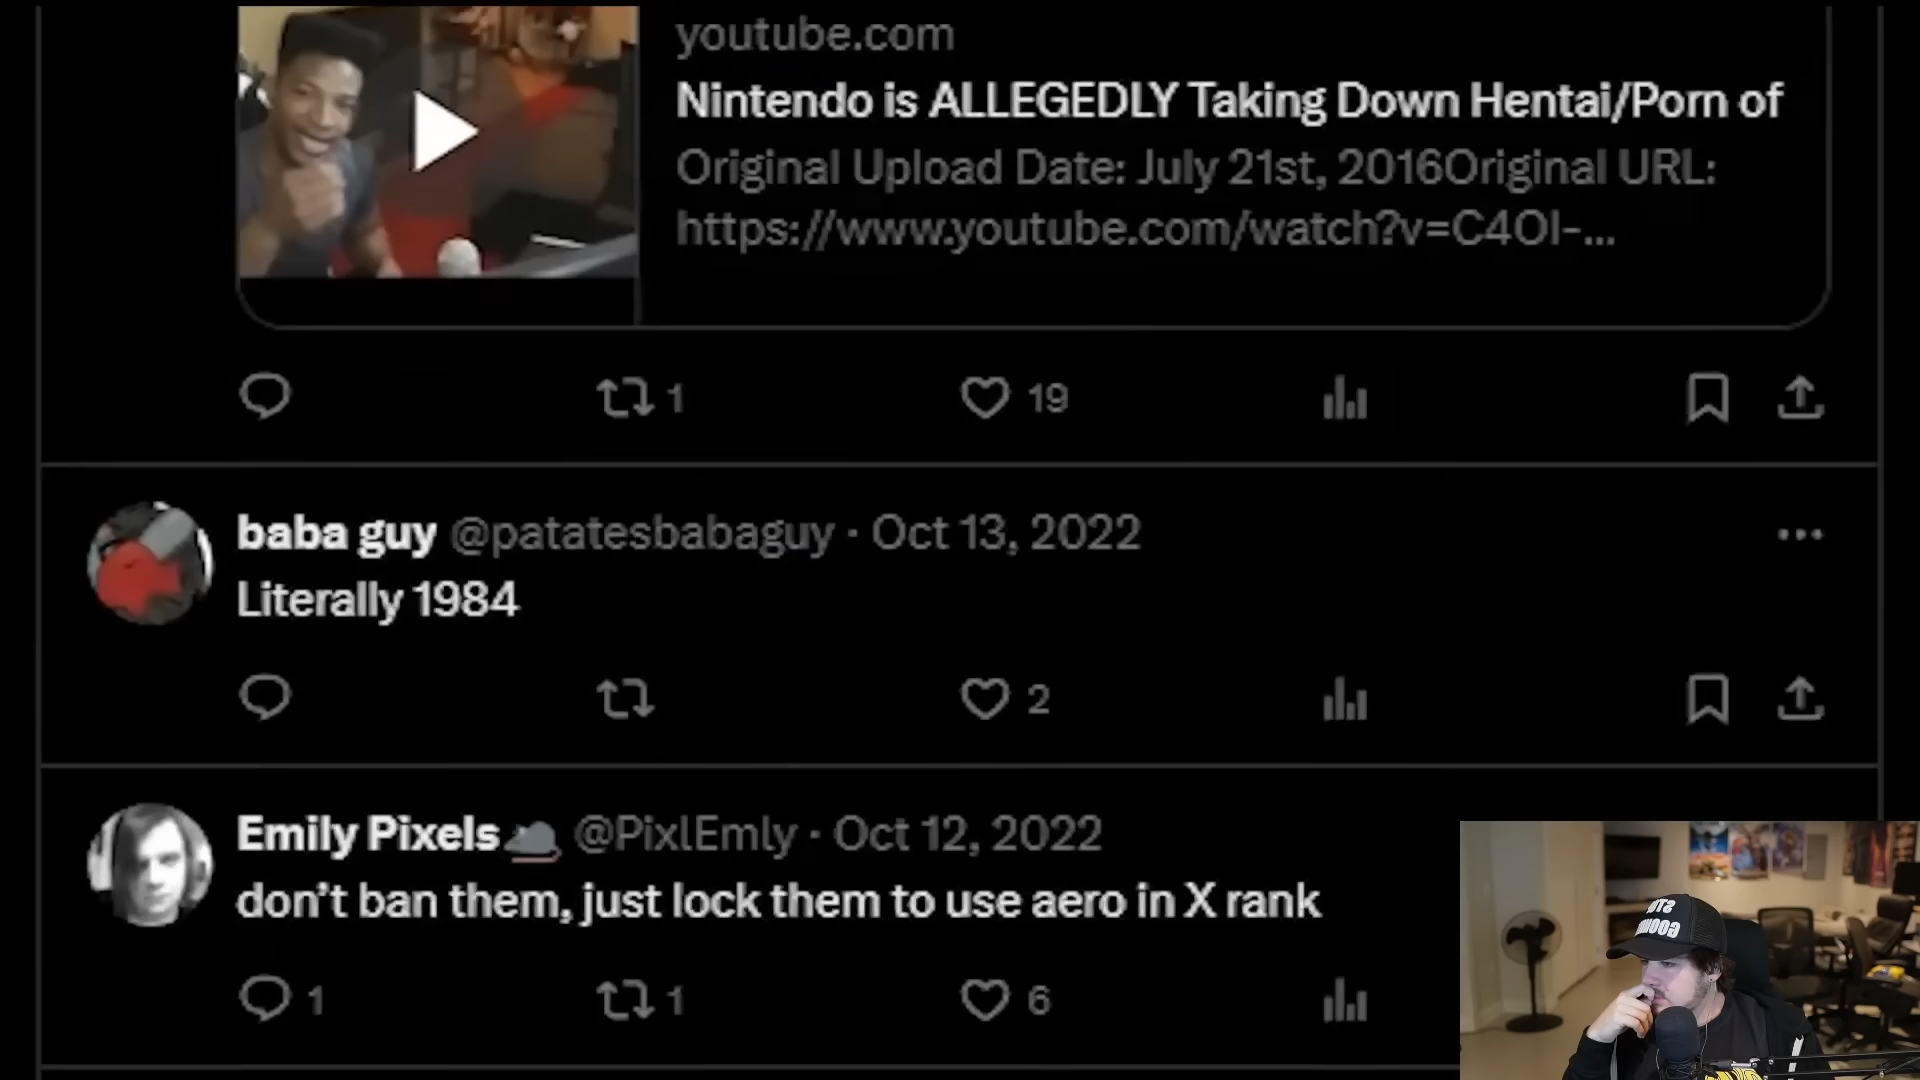 youtube.com
Nintendo is ALLEGEDLY Taking Down Hentai/Porn of
Original Upload Date: July 21st, 2016Original URL:
https://www.youtube.com/watch?v=C4OI-...
1
19
baba guy @patatesbabaguy · Oct 13, 2022
Literally 1984
2
Emily Pixels @PixlEmly · Oct 12, 2022
don't ban them, just lock them to use aero in X rank
1
1
6